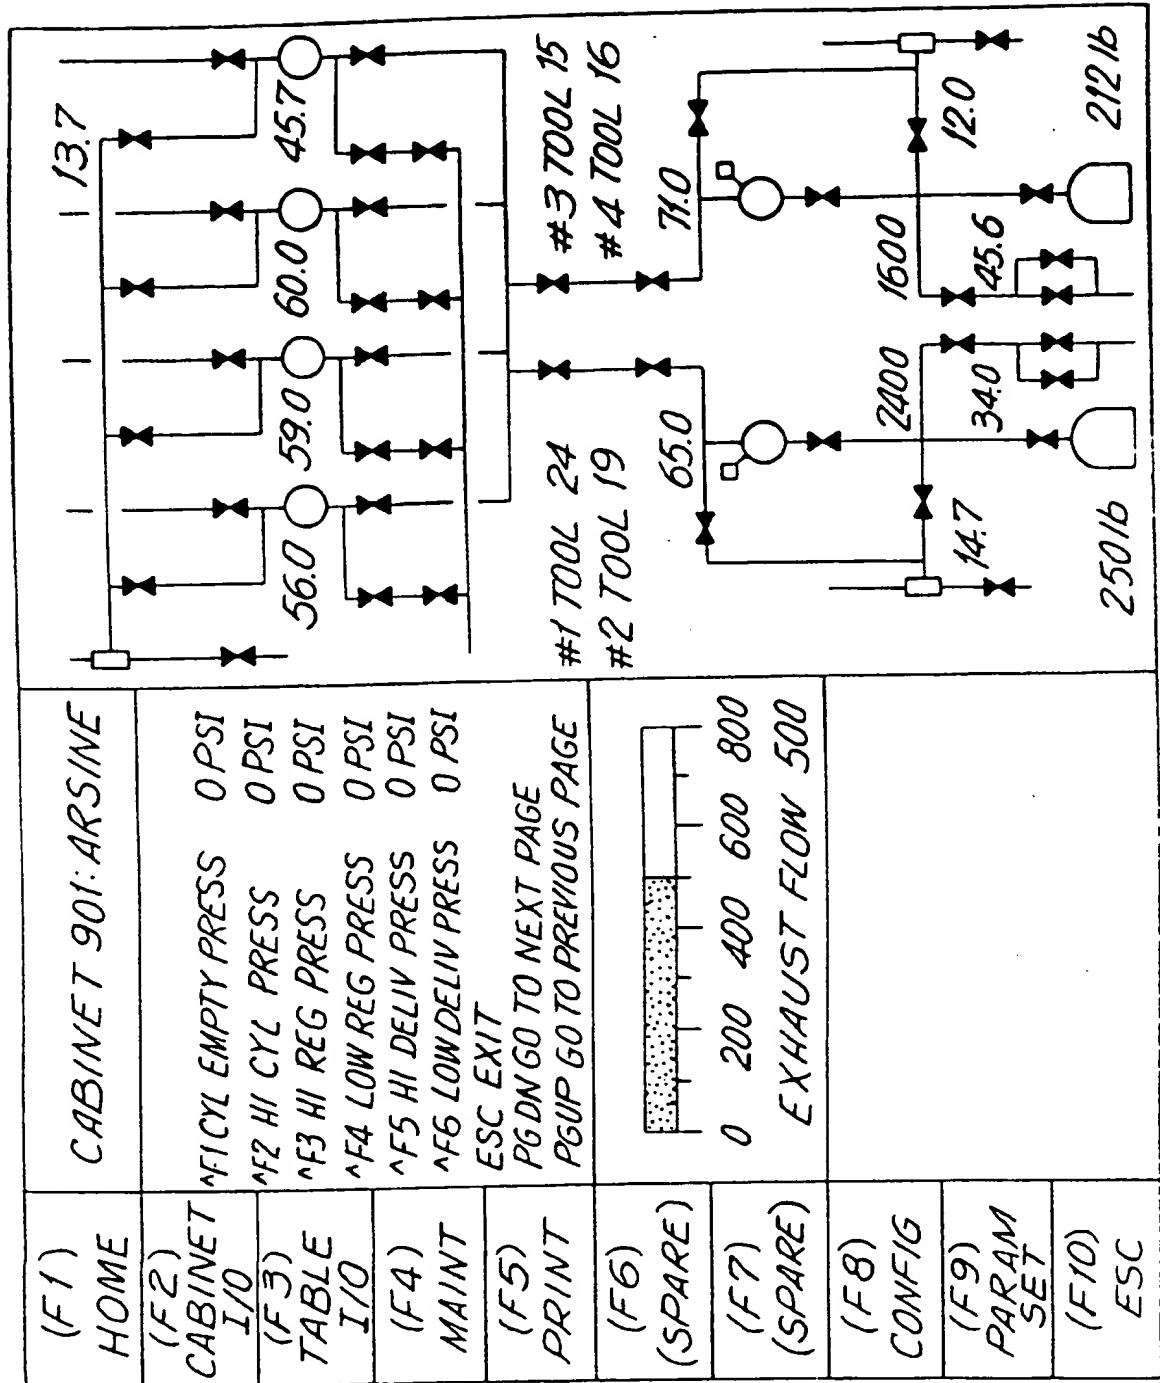 (F1)
HOME
(F2)
CABINET
I/O
(F3)
TABLE
I/O
(F4)
MAINT
(F5)
PRINT
(F6)
(SPARE)
(F7)
(SPARE)
(F8)
CONFIG
(F9)
PARAM
SET
(F10)
ESC
CABINET 901: ARSINE
^F1 CYL EMPTY PRESS 0 PSI
^F2 HI CYL PRESS 0 PSI
^F3 HI REG PRESS 0 PSI
^F4 LOW REG PRESS 0 PSI
^F5 HI DELIV PRESS 0 PSI
^F6 LOW DELIV PRESS 0 PSI
ESC EXIT
PGDN GO TO NEXT PAGE
PGUP GO TO PREVIOUS PAGE
0 200 400 600 800
EXHAUST FLOW 500
13.7
56.0 59.0 60.0 45.7
#1 TOOL 24 #3 TOOL 15
#2 TOOL 19 #4 TOOL 16
65.0 71.0
2400 1600
14.7 34.0 45.6 12.0
250 lb 212 lb